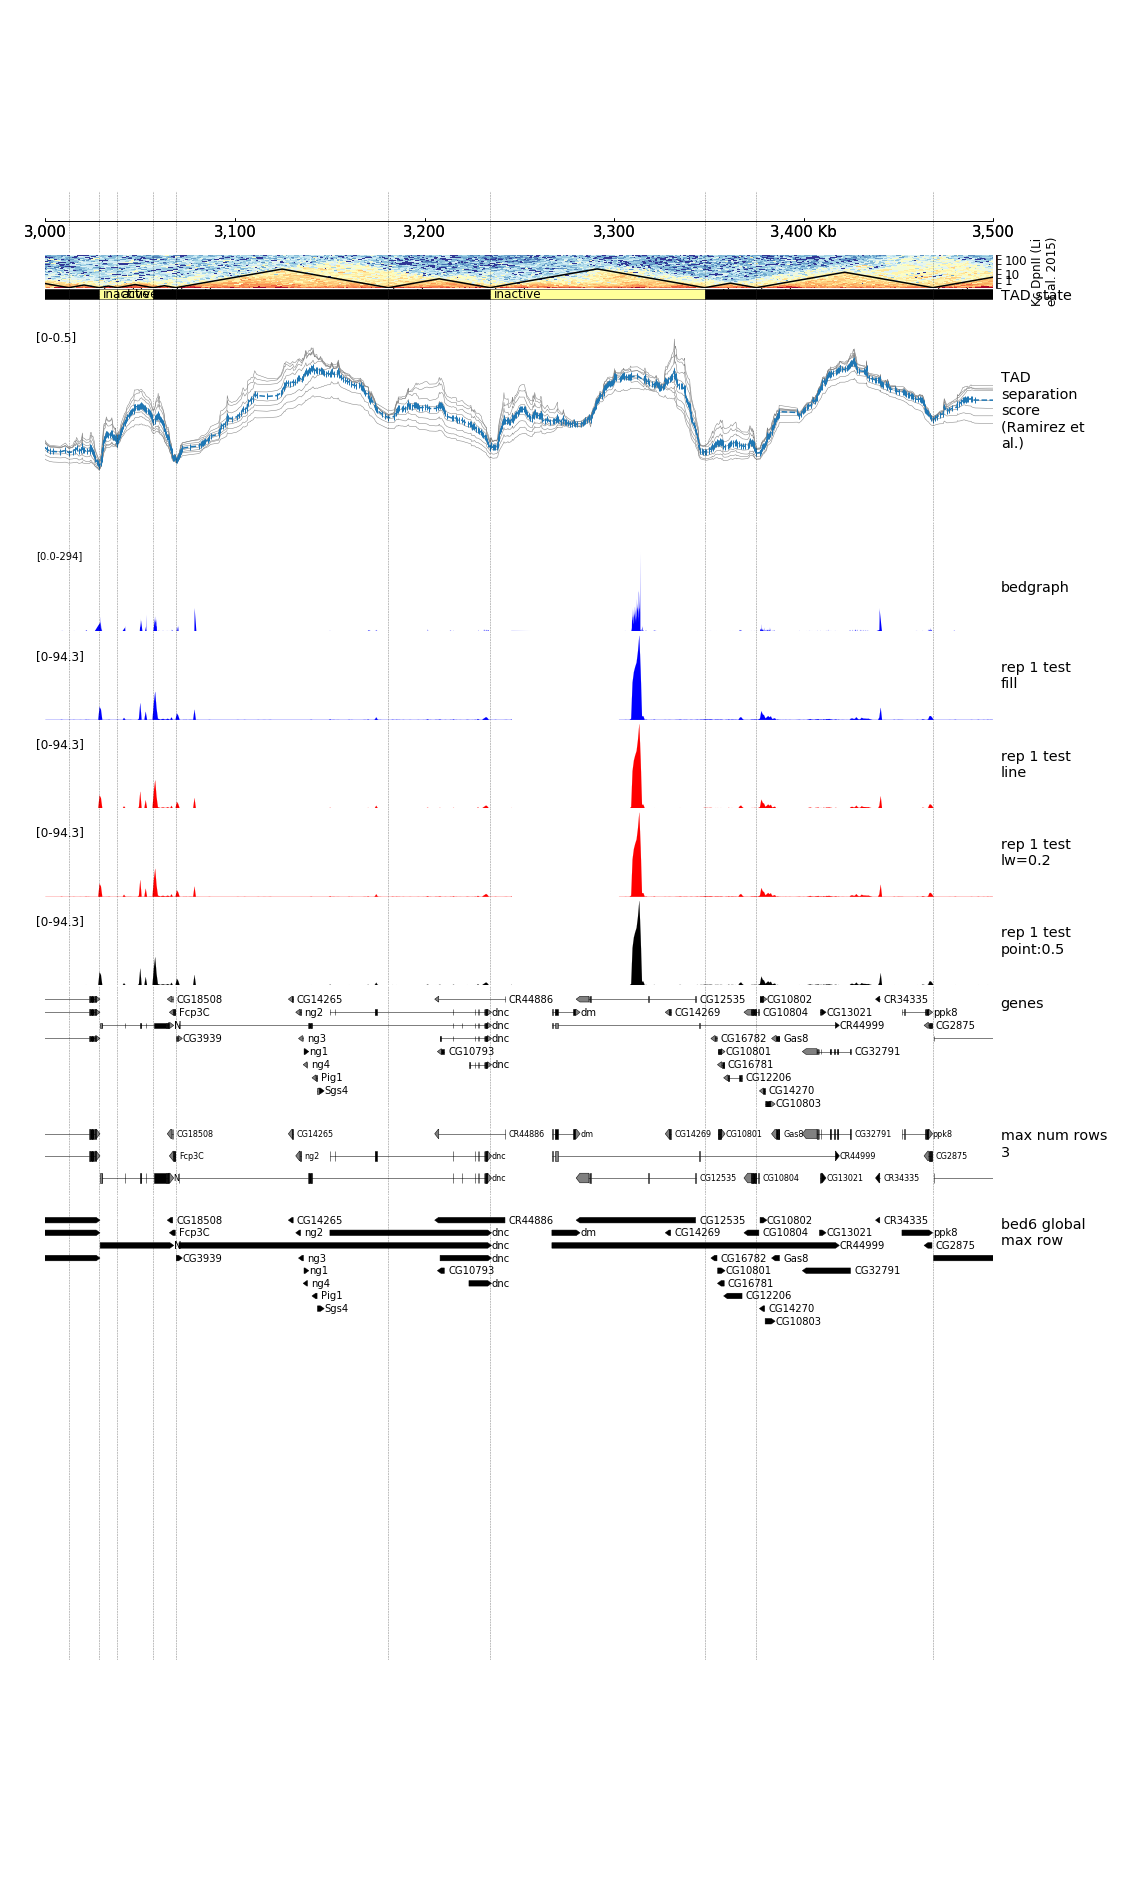 3,000 3,100 3,200 3,300 3,400 Kb 3,500
100
10
1
Kc DpnII (Li
et al. 2015)
inactive inactive
TAD state
[0-0.5]
TAD
separation
score
(Ramirez et
al.)
[0.0-294]
bedgraph
[0-94.3]
rep 1 test
fill
[0-94.3]
rep 1 test
line
[0-94.3]
rep 1 test
lw=0.2
[0-94.3]
rep 1 test
point:0.5
genes
CG18508 CG14265 CR44886 CG12535 CG10802 CR34335
Fcp3C ng2 dnc dm CG14269 CG10804 CG13021 ppk8
N dnc CR44999 CG2875
CG3939 ng3 dnc CG16782 Gas8
ng1 CG10793 CG10801 CG32791
ng4 dnc CG16781
Pig1 CG12206
Sgs4 CG14270
CG10803
max num rows
3
CG18508 CG14265 CR44886 dm CG14269 CG10801 Gas8 CG32791 ppk8
Fcp3C ng2 dnc CR44999 CG2875
N dnc CG12535 CG10804 CG13021 CR34335
bed6 global
max row
CG18508 CG14265 CR44886 CG12535 CG10802 CR34335
Fcp3C ng2 dnc dm CG14269 CG10804 CG13021 ppk8
dnc CR44999 CG2875
CG3939 ng3 dnc CG16782 Gas8
ng1 CG10793 CG10801 CG32791
ng4 dnc CG16781
Pig1 CG12206
Sgs4 CG14270
CG10803